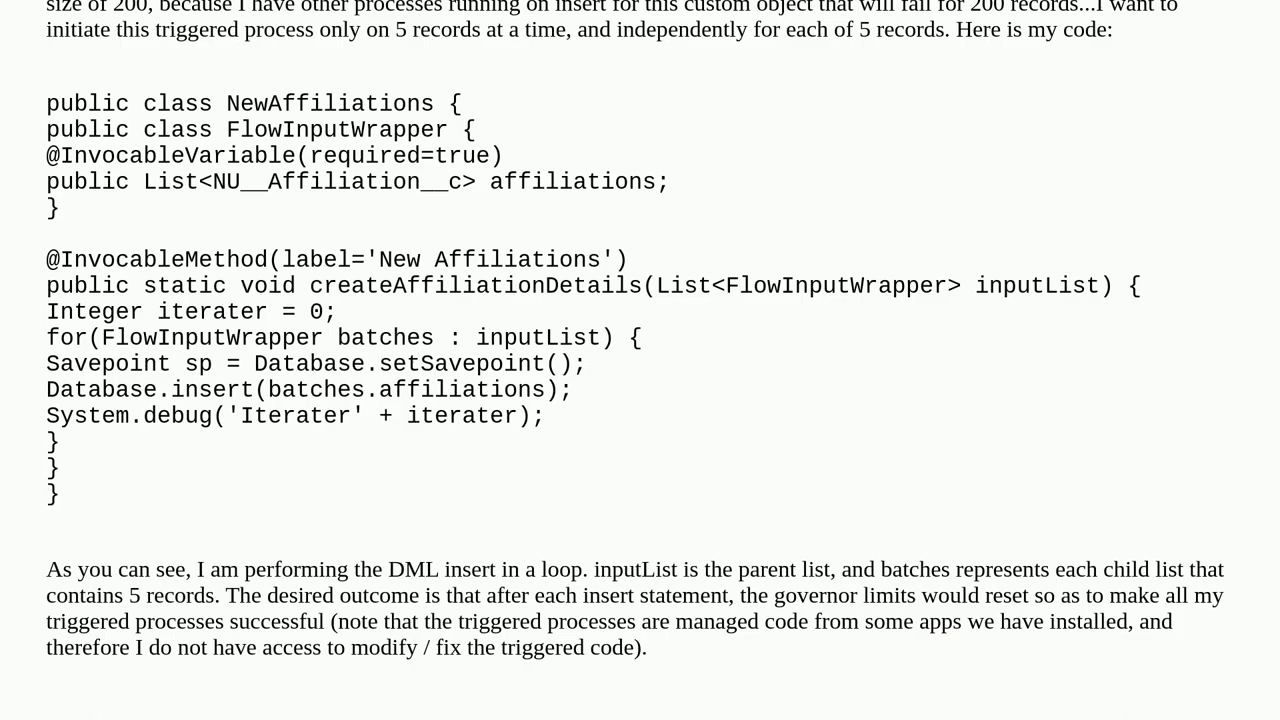 size of 200, because I have other processes running on insert for this custom object that will fail for 200 records...I want to
initiate this triggered process only on 5 records at a time, and independently for each of 5 records. Here is my code:
public class NewAffiliations {
public class FlowInputWrapper {
@InvocableVariable(required=true)
public List<NU__Affiliation__c> affiliations;
}
@InvocableMethod(label='New Affiliations')
public static void createAffiliationDetails(List<FlowInputWrapper> inputList) {
Integer iterater = 0;
for(FlowInputWrapper batches : inputList) {
Savepoint sp = Database.setSavepoint();
Database.insert(batches.affiliations);
System.debug('Iterater' + iterater);
}
}
}
As you can see, I am performing the DML insert in a loop. inputList is the parent list, and batches represents each child list that
contains 5 records. The desired outcome is that after each insert statement, the governor limits would reset so as to make all my
triggered processes successful (note that the triggered processes are managed code from some apps we have installed, and
therefore I do not have access to modify / fix the triggered code).